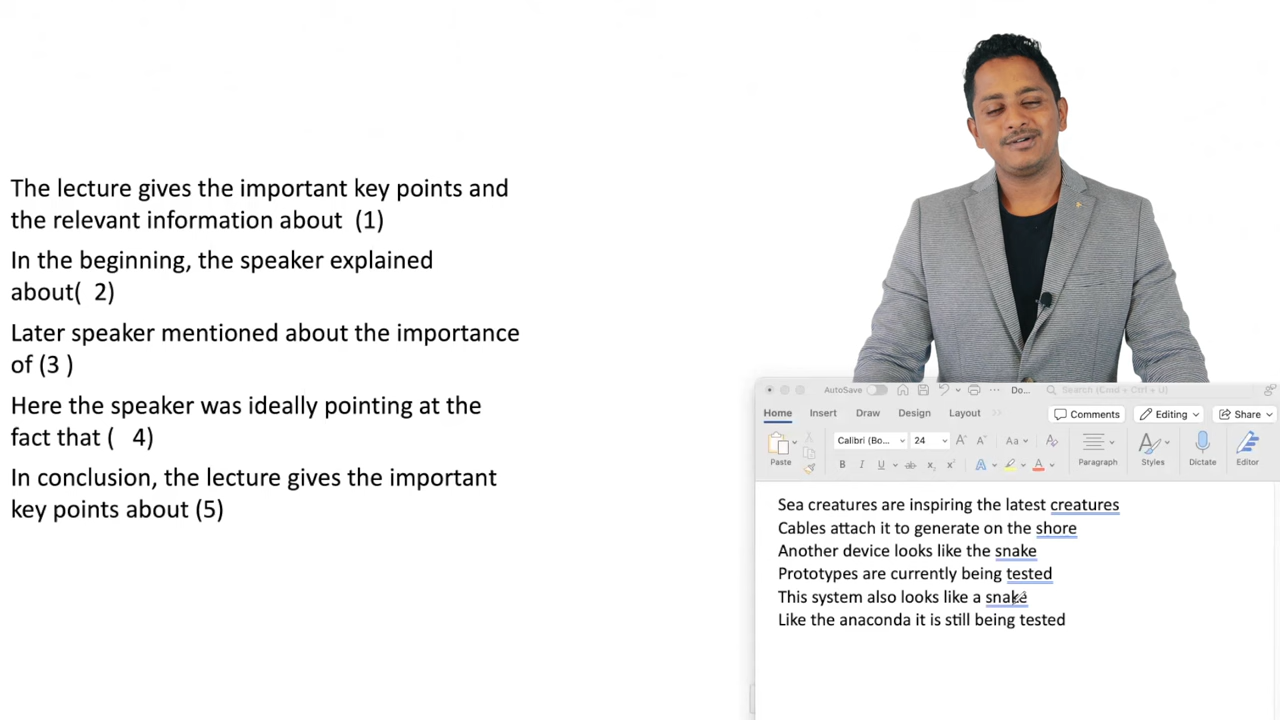 The lecture gives the important key points and
the relevant information about (1)
In the beginning, the speaker explained
about( 2)
Later speaker mentioned about the importance
of (3 )
Here the speaker was ideally pointing at the
fact that ( 4)
In conclusion, the lecture gives the important
key points about (5)
AutoSave
Do...
Search (Cmd + Ctrl + U)
Home Insert Draw Design Layout
Comments Editing Share
Calibri (Bo... 24
Paste
Paragraph Styles Dictate Editor
Sea creatures are inspiring the latest creatures
Cables attach it to generate on the shore
Another device looks like the snake
Prototypes are currently being tested
This system also looks like a snake
Like the anaconda it is still being tested